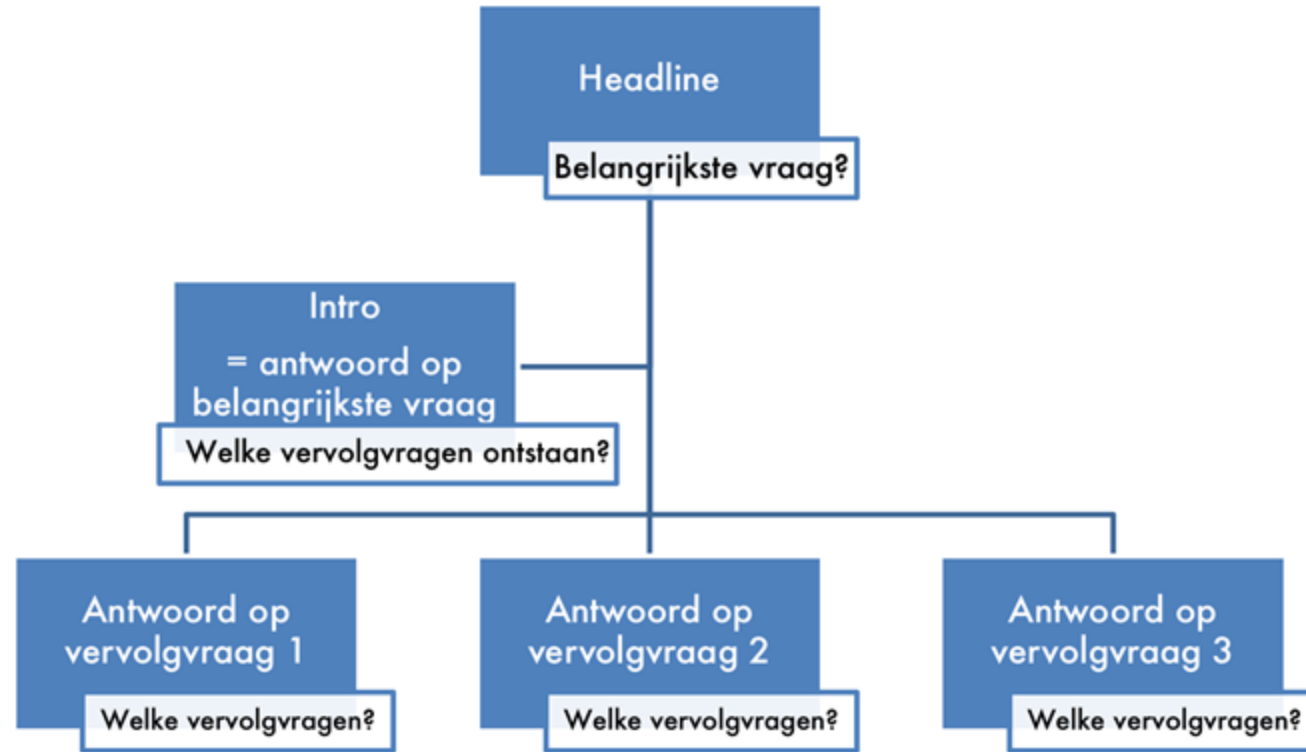 Headline
Belangrijkste vraag?
Intro
= antwoord op
belangrijkste vraag
Welke vervolgvragen ontstaan?
Antwoord op
vervolgvraag 1
Welke vervolgvragen?
Antwoord op
vervolgvraag 2
Welke vervolgvragen?
Antwoord op
vervolgvraag 3
Welke vervolgvragen?